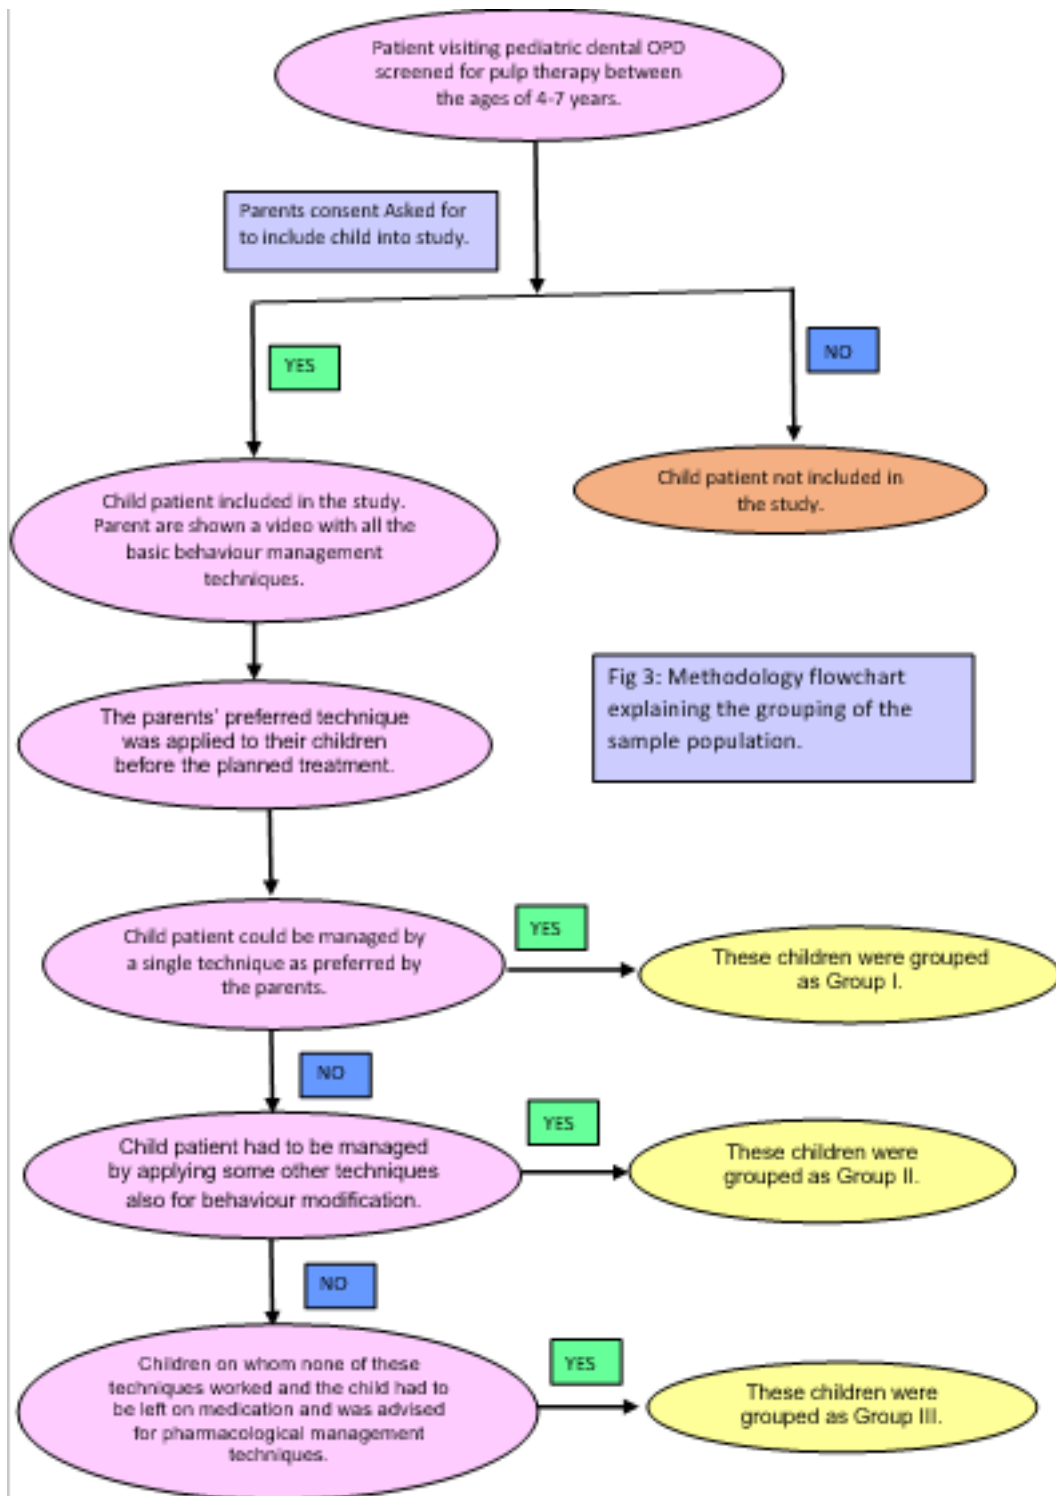 Patient visiting pediatric dental OPD
screened for pulp therapy between
the ages of 4-7 years.
Parents consent Asked for
to include child into study.
YES
NO
Child patient included in the study.
Parent are shown a video with all the
basic behaviour management
techniques.
Child patient not included in
the study.
Fig 3: Methodology flowchart
explaining the grouping of the
sample population.
The parents' preferred technique
was applied to their children
before the planned treatment.
Child patient could be managed by
a single technique as preferred by
the parents.
YES
These children were grouped
as Group I.
NO
Child patient had to be managed
by applying some other techniques
also for behaviour modification.
YES
These children were
grouped as Group II.
NO
Children on whom none of these
techniques worked and the child had to
be left on medication and was advised
for pharmacological management
techniques.
YES
These children were
grouped as Group III.